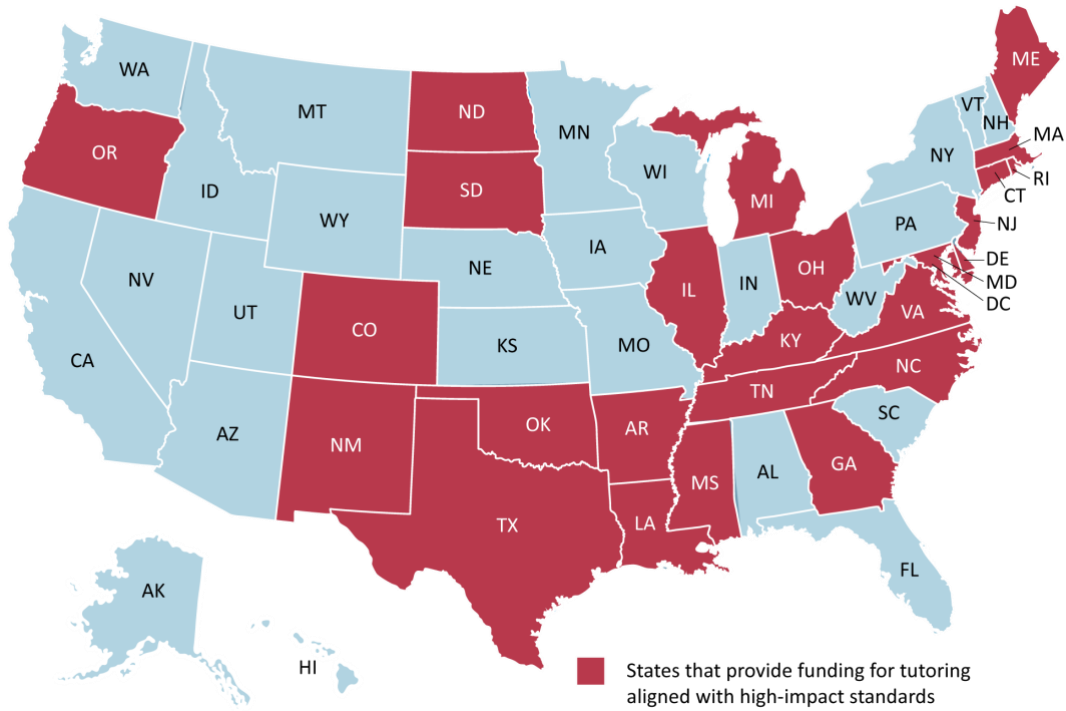 WA
MT
ND
MN
ME
VT
NH
MA
OR
ID
SD
WI
NY
RI
CT
WY
MI
PA
NJ
NE
IA
OH
DE
MD
DC
NV
UT
IL
IN
WV
VA
CA
CO
KS
MO
KY
NC
TN
AZ
NM
OK
AR
SC
MS
AL
GA
TX
LA
FL
AK
HI
States that provide funding for tutoring
aligned with high-impact standards